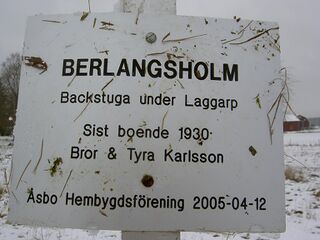 BERLANGSHOLM
Backstuga under Laggarp
Sist boende 1930
Bror & Tyra Karlsson
Åsbo Hembygdsförening 2005-04-12